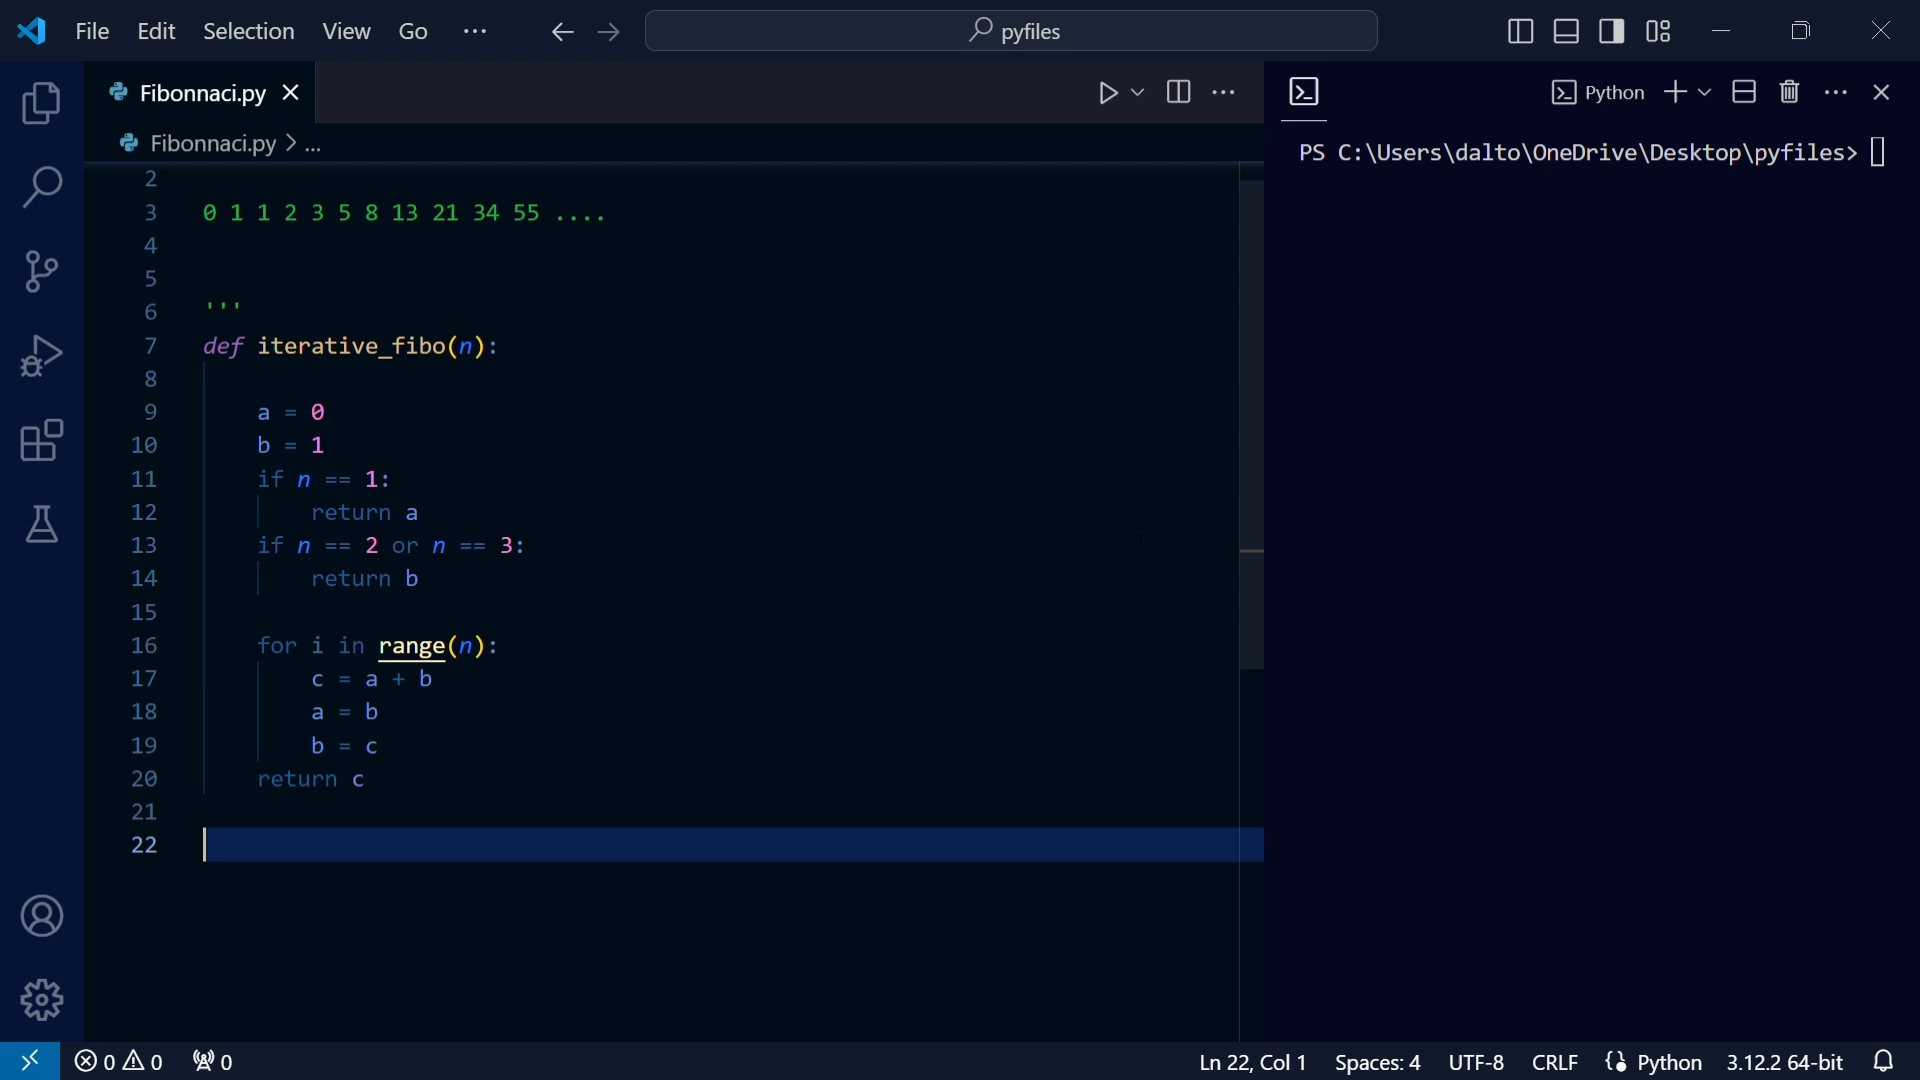 File Edit Selection View Go ···
pyfiles
Fibonnaci.py
Python
Fibonnaci.py > ...
PS C:\Users\dalto\OneDrive\Desktop\pyfiles>
2
3 0 1 1 2 3 5 8 13 21 34 55 ....
4
5
6 '''
7 def iterative_fibo(n):
8
9     a = 0
10     b = 1
11     if n == 1:
12         return a
13     if n == 2 or n == 3:
14         return b
15
16     for i in range(n):
17         c = a + b
18         a = b
19         b = c
20     return c
21
22
0 0 0
Ln 22, Col 1 Spaces: 4 UTF-8 CRLF Python 3.12.2 64-bit